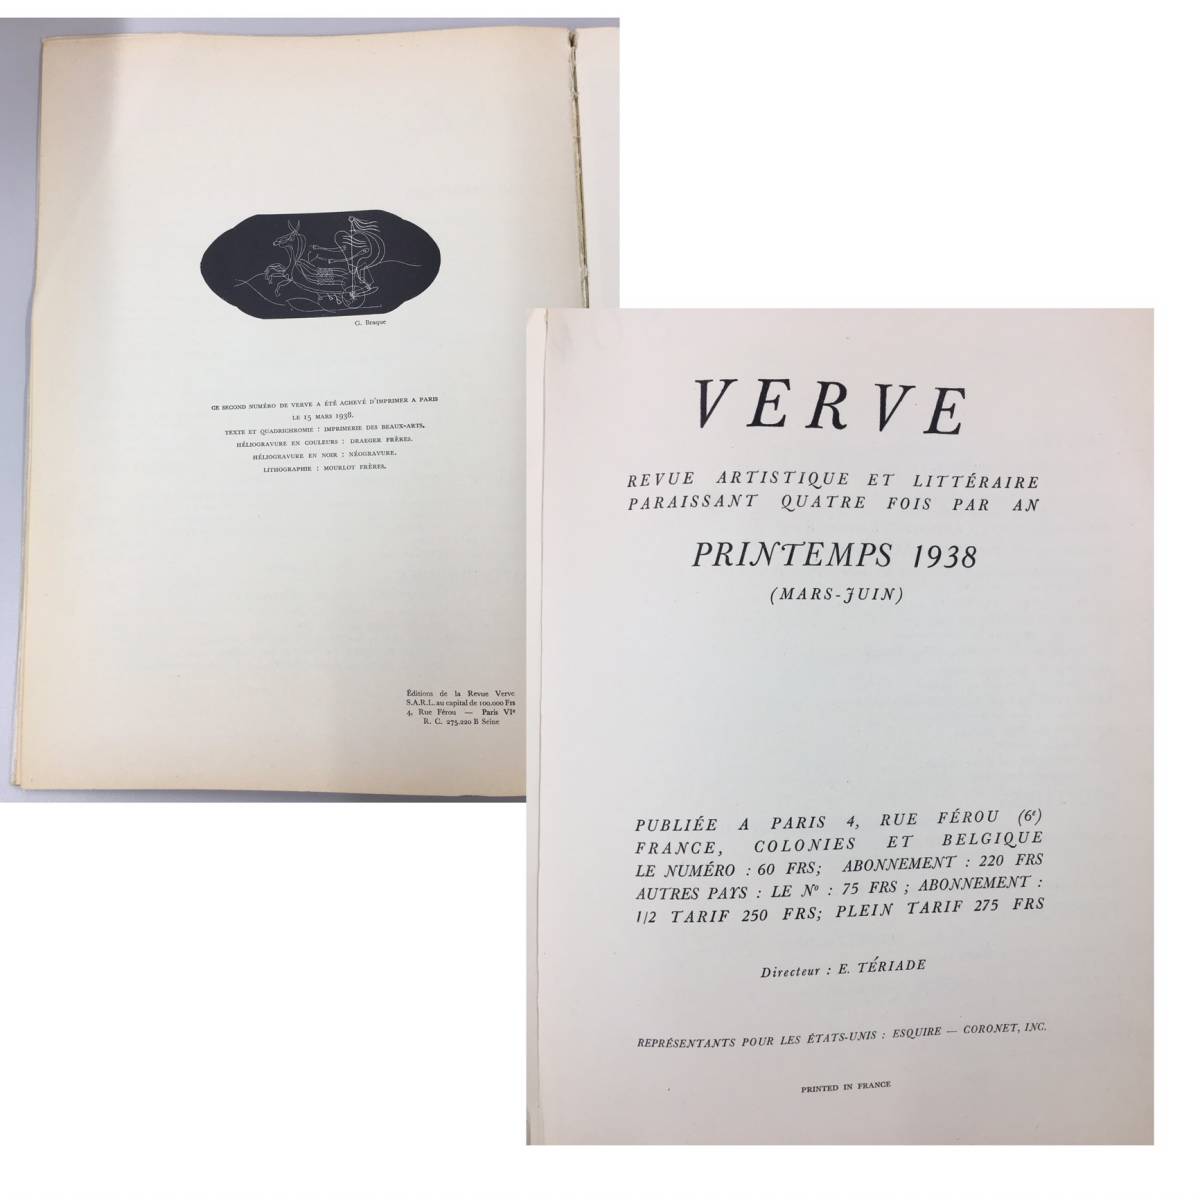 G. Braque
CE SECOND NUMÉRO DE VERVE A ÉTÉ ACHEVÉ D'IMPRIMER A PARIS
LE 15 MARS 1938.
TEXTE ET QUADRICHROMIE : IMPRIMERIE DES BEAUX-ARTS.
HÉLIOGRAVURE EN COULEURS : DRAEGER FRÈRES.
HÉLIOGRAVURE EN NOIR : NÉOGRAVURE.
LITHOGRAPHIE : MOURLOT FRÈRES.
Éditions de la Revue Verve
S.A.R.L. au capital de 100.000 Frs
4, Rue Férou — Paris VIe
R. C. 275.220 B Seine
VERVE
REVUE ARTISTIQUE ET LITTÉRAIRE
PARAISSANT QUATRE FOIS PAR AN
PRINTEMPS 1938
(MARS-JUIN)
PUBLIÉE A PARIS 4, RUE FÉROU (6e)
FRANCE, COLONIES ET BELGIQUE
LE NUMÉRO : 60 FRS; ABONNEMENT : 220 FRS
AUTRES PAYS : LE No : 75 FRS ; ABONNEMENT :
1/2 TARIF 250 FRS; PLEIN TARIF 275 FRS
Directeur : E. TÉRIADE
REPRÉSENTANTS POUR LES ÉTATS-UNIS : ESQUIRE — CORONET, INC.
PRINTED IN FRANCE